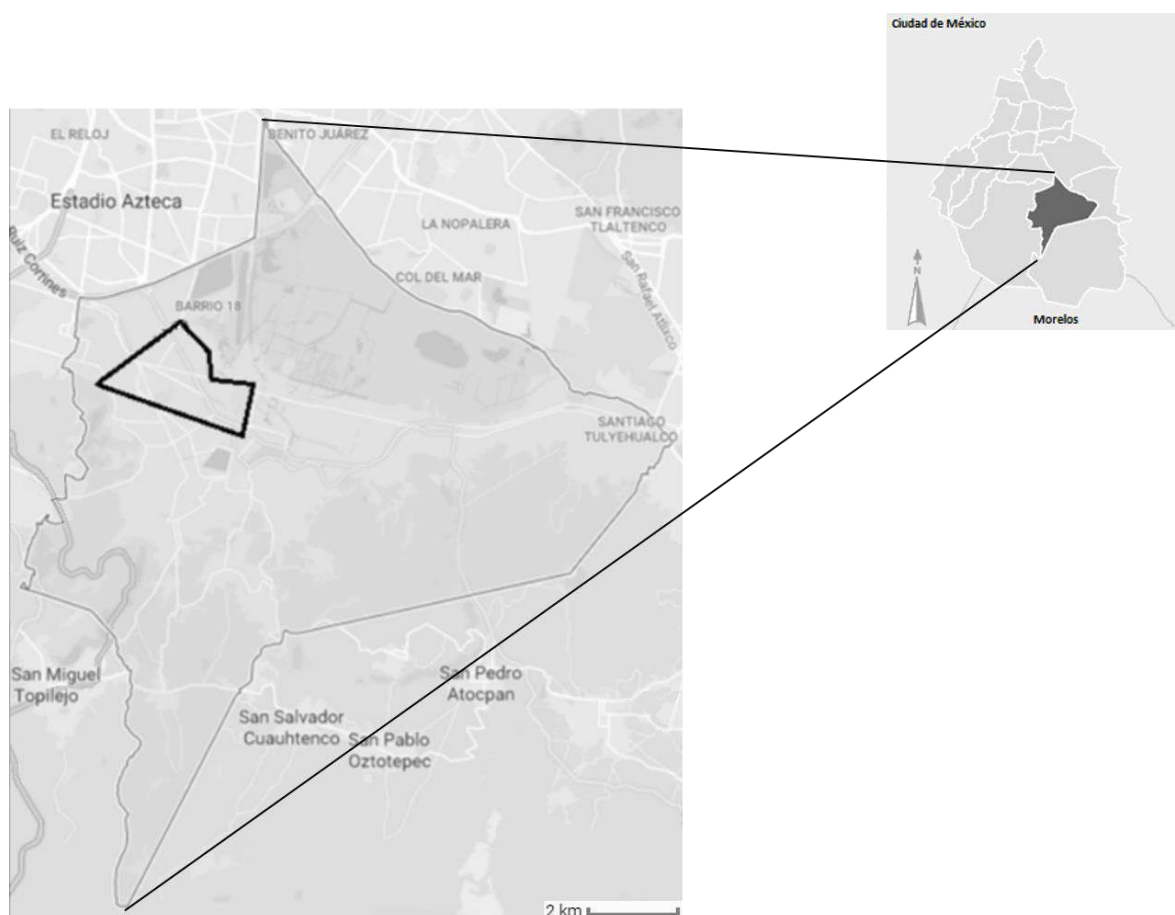 Ciudad de México
N
Morelos
EL RELOJ
BENITO JUÁREZ
Estadio Azteca
LA NOPALERA
SAN FRANCISCO
TLALTENCO
Ruiz Cortines
COL DEL MAR
San Rafael Atlixco
BARRIO 18
SANTIAGO
TULYEHUALCO
San Miguel
Topilejo
San Pedro
Atocpan
San Salvador
Cuauhtenco
San Pablo
Oztotepec
2 km